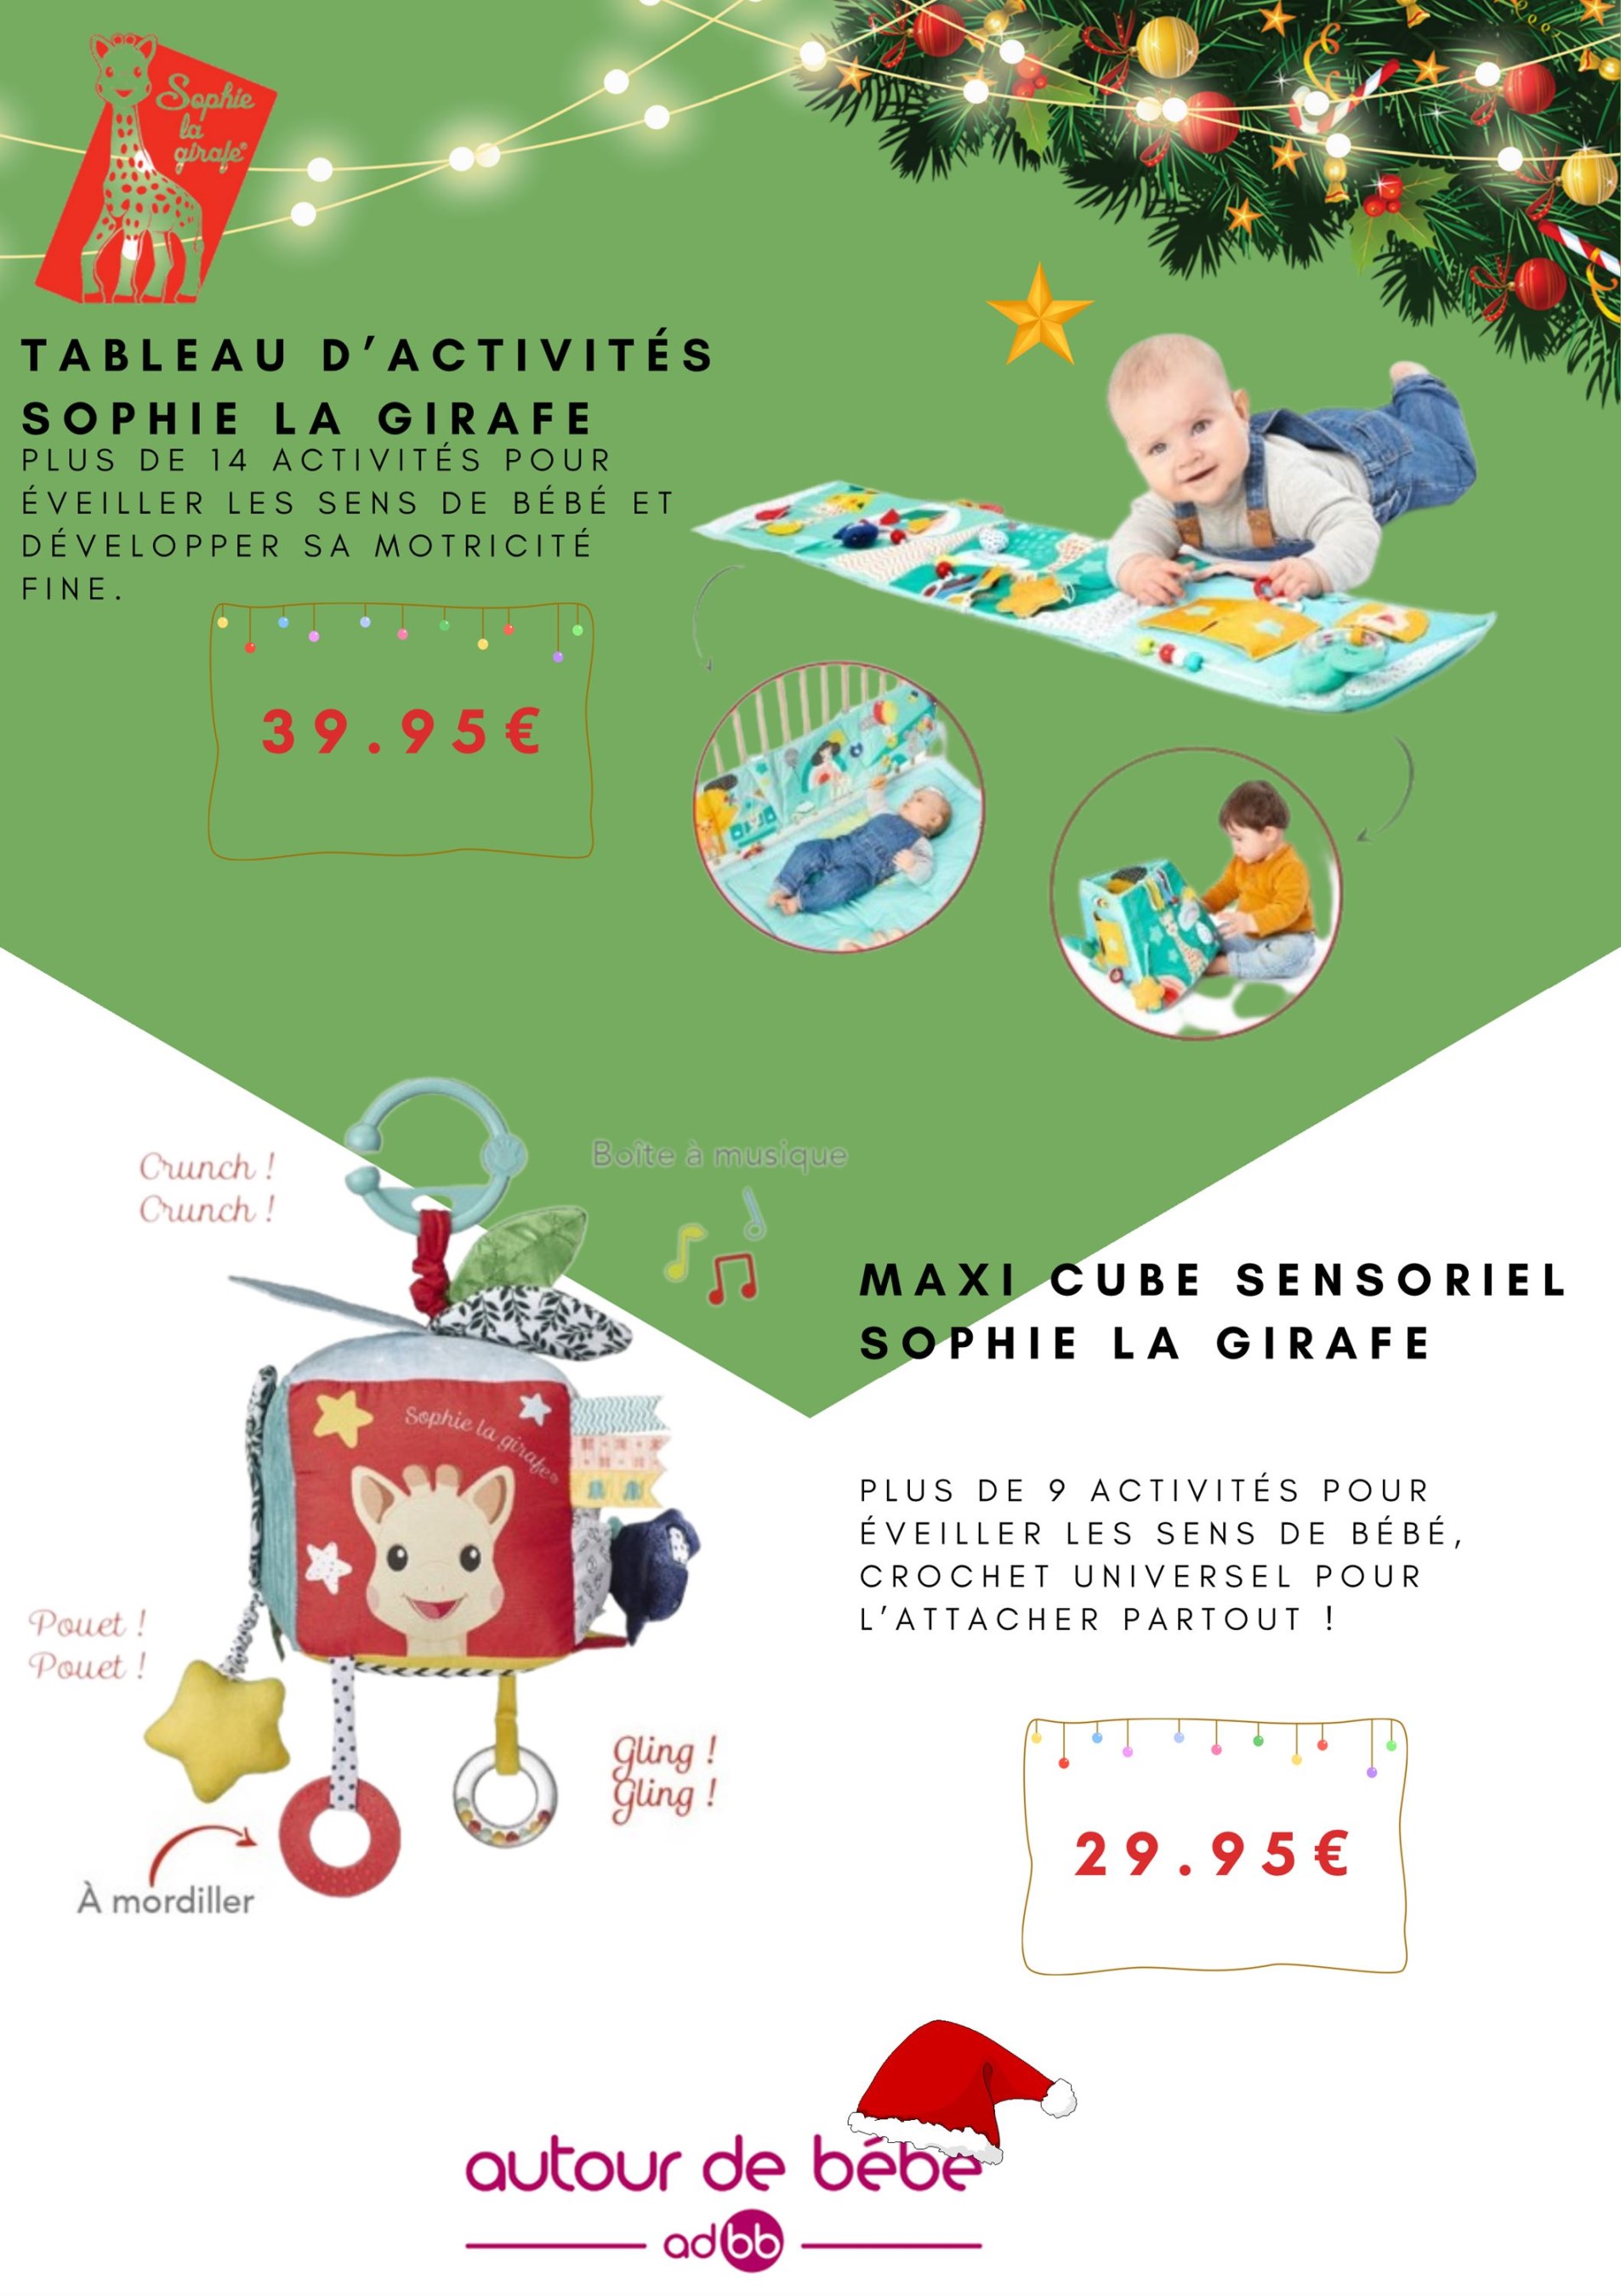 Sophie
la
girafe®
TABLEAU D'ACTIVITÉS
SOPHIE LA GIRAFE
PLUS DE 14 ACTIVITÉS POUR
ÉVEILLER LES SENS DE BÉBÉ ET
DÉVELOPPER SA MOTRICITÉ
FINE.
39.95€
Crunch !
Crunch !
Boîte à musique
MAXI CUBE SENSORIEL
SOPHIE LA GIRAFE
Sophie la girafe®
PLUS DE 9 ACTIVITÉS POUR
ÉVEILLER LES SENS DE BÉBÉ,
CROCHET UNIVERSEL POUR
L'ATTACHER PARTOUT !
Pouet !
Pouet !
Gling !
Gling !
À mordiller
29.95€
autour de bébé
adbb